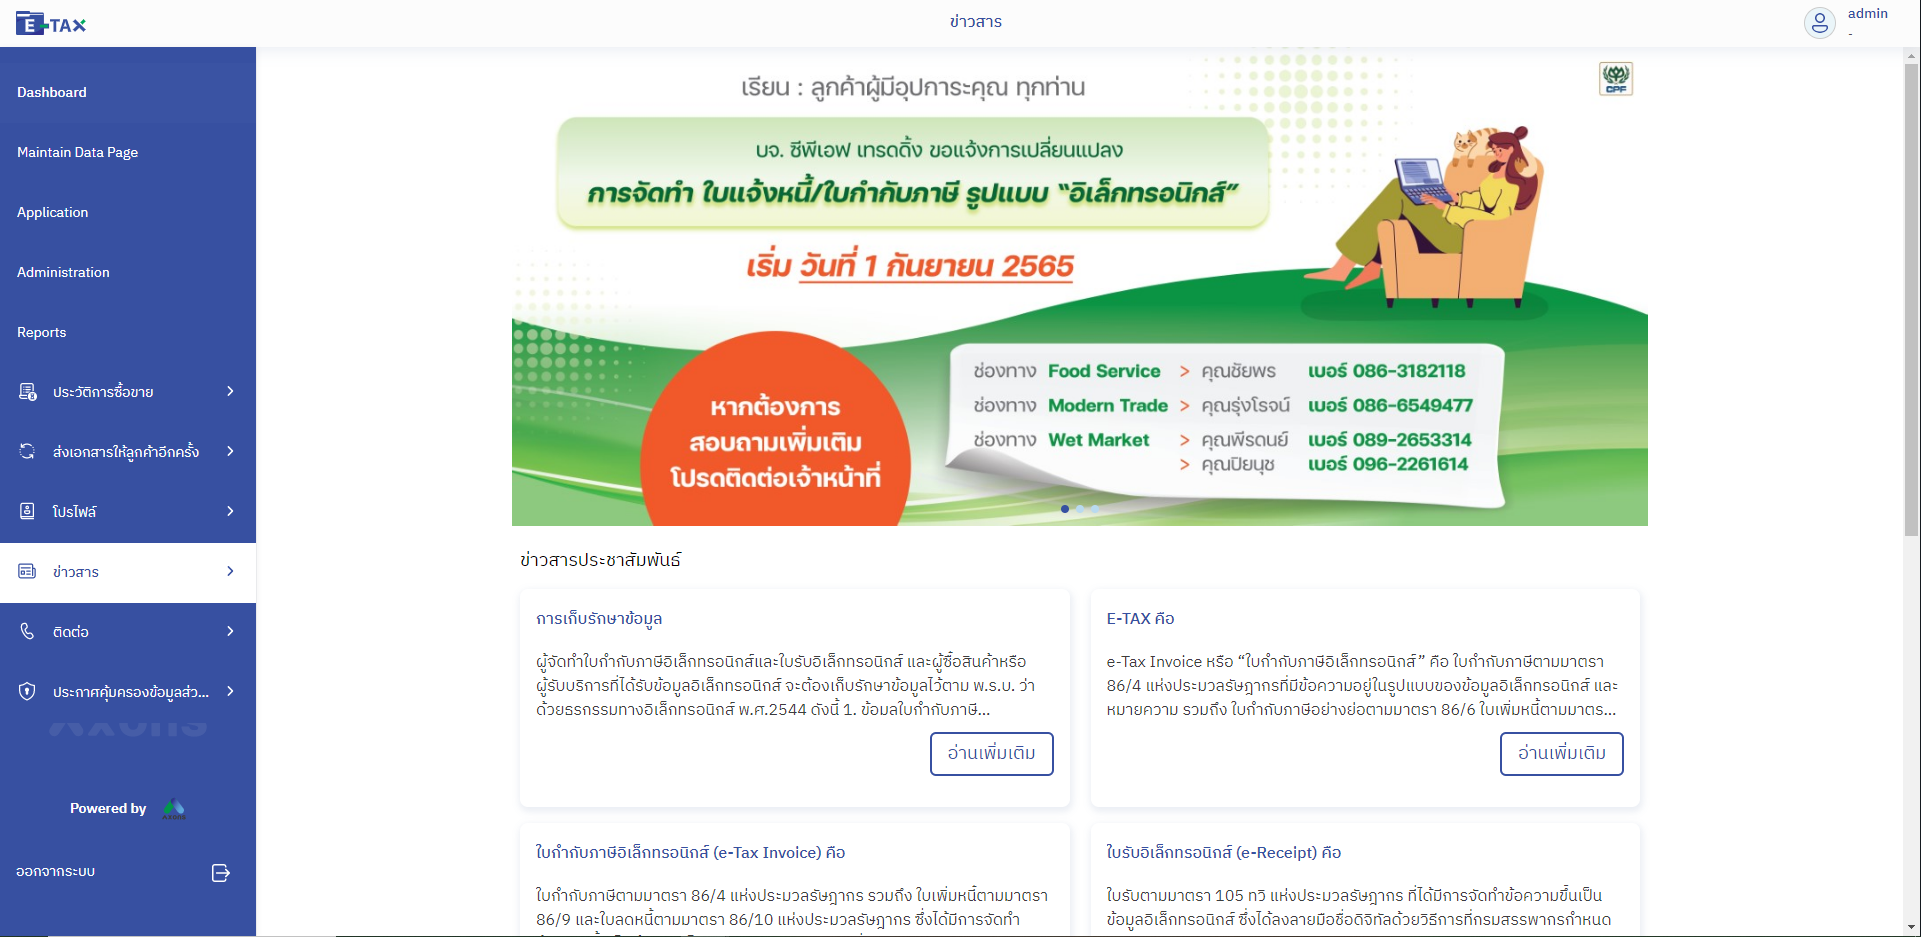 E-TAX
ข่าวสาร
admin
-
Dashboard
Maintain Data Page
Application
Administration
Reports
ประวัติการซื้อขาย
ส่งเอกสารให้ลูกค้าอีกครั้ง
โปรไฟล์
ข่าวสาร
ติดต่อ
ประกาศคุ้มครองข้อมูลส่ว...
Powered by
AXONS
ออกจากระบบ
เรียน : ลูกค้าผู้มีอุปการะคุณ ทุกท่าน
CPF
บจ. ซีพีเอฟ เทรดดิ้ง ขอแจ้งการเปลี่ยนแปลง
การจัดทำ ใบแจ้งหนี้/ใบกำกับภาษี รูปแบบ “อิเล็กทรอนิกส์”
เริ่ม วันที่ 1 กันยายน 2565
หากต้องการ
สอบถามเพิ่มเติม
โปรดติดต่อเจ้าหน้าที่
ช่องทาง Food Service > คุณชัยพร เบอร์ 086-3182118
ช่องทาง Modern Trade > คุณรุ่งโรจน์ เบอร์ 086-6549477
ช่องทาง Wet Market > คุณพีรดนย์ เบอร์ 089-2653314
> คุณปิยนุช เบอร์ 096-2261614
ข่าวสารประชาสัมพันธ์
การเก็บรักษาข้อมูล
ผู้จัดทำใบกำกับภาษีอิเล็กทรอนิกส์และใบรับอิเล็กทรอนิกส์ และผู้ซื้อสินค้าหรือ
ผู้รับบริการที่ได้รับข้อมูลอิเล็กทรอนิกส์ จะต้องเก็บรักษาข้อมูลไว้ตาม พ.ร.บ. ว่า
ด้วยธุรกรรมทางอิเล็กทรอนิกส์ พ.ศ.2544 ดังนี้ 1. ข้อมูลใบกำกับภาษี...
อ่านเพิ่มเติม
E-TAX คือ
e-Tax Invoice หรือ “ใบกำกับภาษีอิเล็กทรอนิกส์” คือ ใบกำกับภาษีตามมาตรา
86/4 แห่งประมวลรัษฎากรที่มีข้อความอยู่ในรูปแบบของข้อมูลอิเล็กทรอนิกส์ และ
หมายความ รวมถึง ใบกำกับภาษีอย่างย่อตามมาตรา 86/6 ใบเพิ่มหนี้ตามมาตร...
อ่านเพิ่มเติม
ใบกำกับภาษีอิเล็กทรอนิกส์ (e-Tax Invoice) คือ
ใบกำกับภาษีตามมาตรา 86/4 แห่งประมวลรัษฎากร รวมถึง ใบเพิ่มหนี้ตามมาตรา
86/9 และใบลดหนี้ตามมาตรา 86/10 แห่งประมวลรัษฎากร ซึ่งได้มีการจัดทำ
ใบรับอิเล็กทรอนิกส์ (e-Receipt) คือ
ใบรับตามมาตรา 105 ทวิ แห่งประมวลรัษฎากร ที่ได้มีการจัดทำข้อความขึ้นเป็น
ข้อมูลอิเล็กทรอนิกส์ ซึ่งได้ลงลายมือชื่อดิจิทัลด้วยวิธีการที่กรมสรรพากรกำหนด